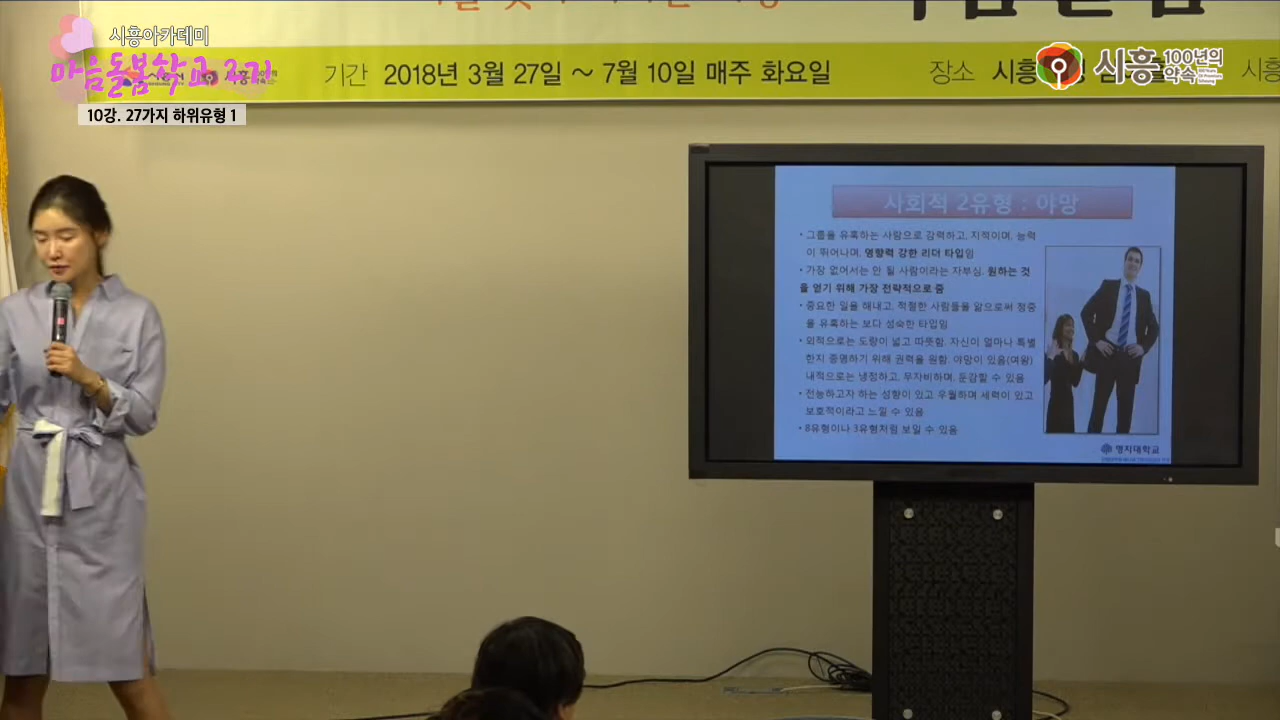 시흥아카데미
마음돌봄학교 2기
10강. 27가지 하위유형 1
기간 2018년 3월 27일 ~ 7월 10일 매주 화요일
장소 시흥
시흥 100년의
약속
사회적 2유형 : 야망
• 그룹을 유혹하는 사람으로 강력하고, 지적이며, 능력
이 뛰어나며, 영향력 강한 리더 타입임
• 가장 없어서는 안 될 사람이라는 자부심. 원하는 것
을 얻기 위해 가장 전략적으로 줌
• 중요한 일을 해내고, 적절한 사람들을 앎으로써 청중
을 유혹하는 보다 성숙한 타입임
• 외적으로는 도량이 넓고 따뜻함. 자신이 얼마나 특별
한지 증명하기 위해 권력을 원함. 야망이 있음(여왕)
내적으로는 냉정하고, 무자비하며, 둔감할 수 있음
• 전능하고자 하는 성향이 있고 우월하며 세력이 있고
보호적이라고 느낄 수 있음
• 8유형이나 3유형처럼 보일 수 있음
명지대학교